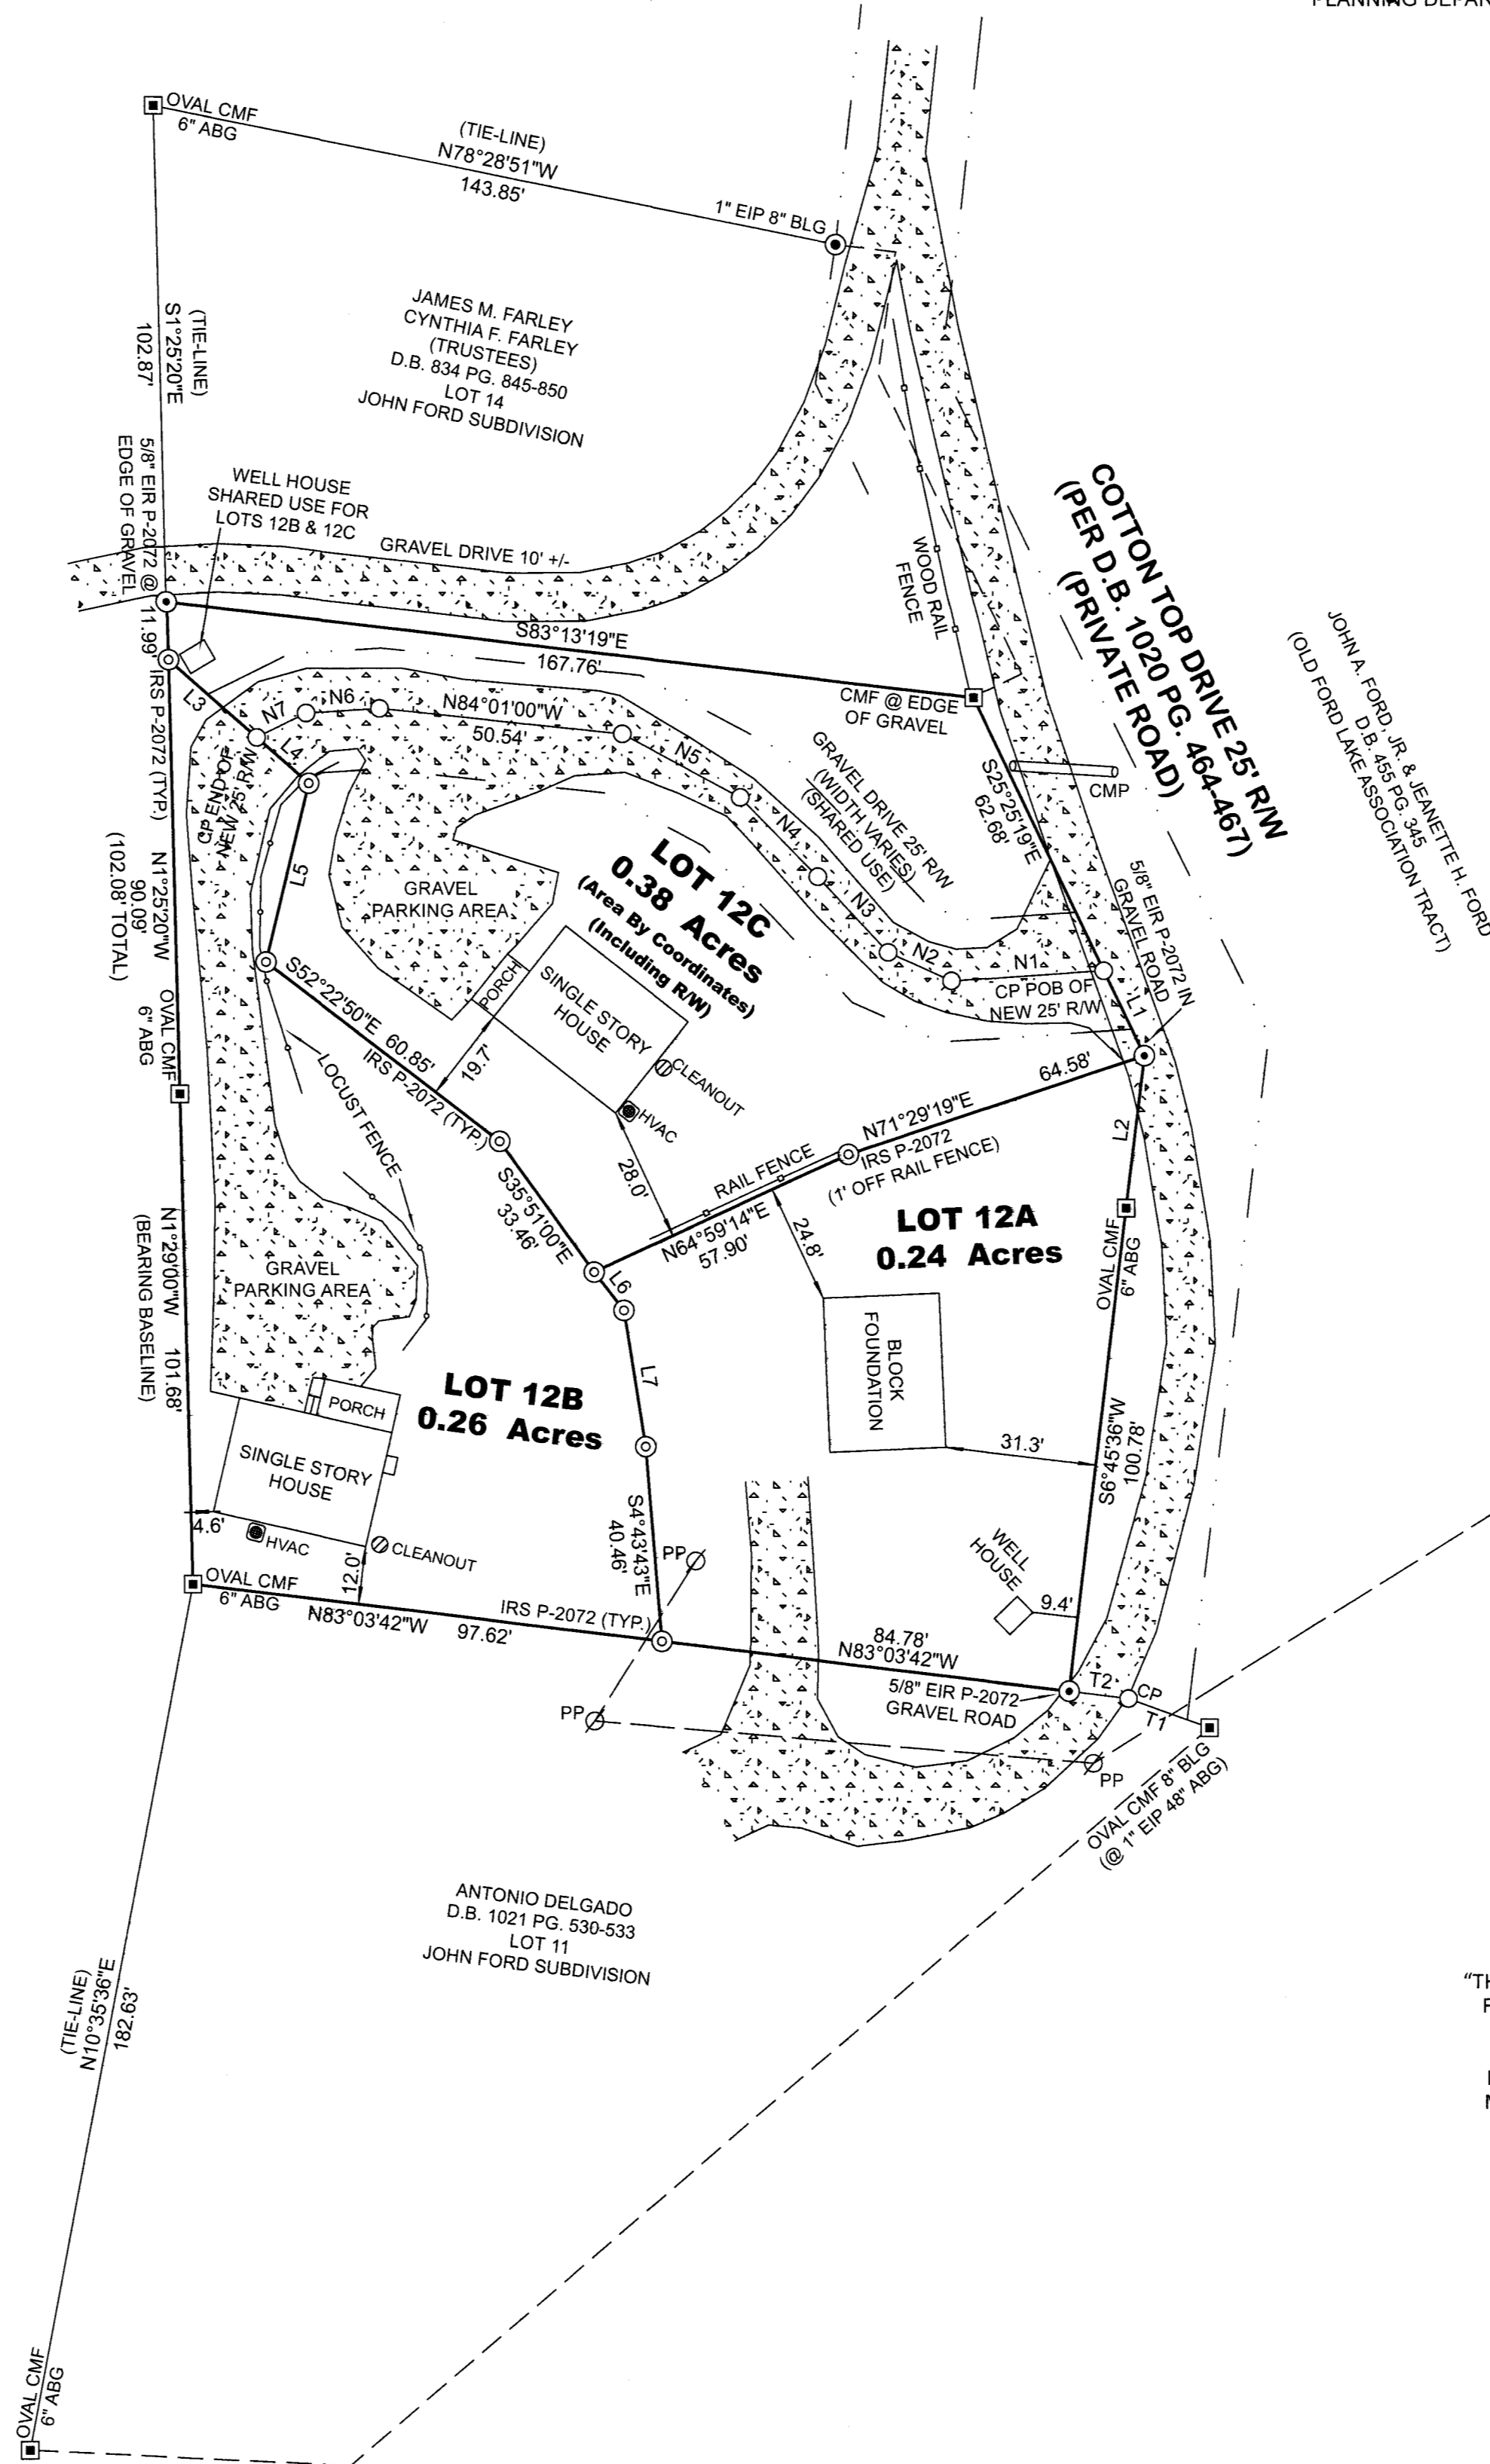 OVAL CMF
6" ABG
(TIE-LINE)
N78°28'51"W
143.85'
1" EIP 8" BLG
(TIE-LINE)
S1°25'20"E
102.87'
JAMES M. FARLEY
CYNTHIA F. FARLEY
(TRUSTEES)
D.B. 834 PG. 845-850
LOT 14
JOHN FORD SUBDIVISION
5/8" EIR P-2072 @
EDGE OF GRAVEL
WELL HOUSE
SHARED USE FOR
LOTS 12B & 12C
GRAVEL DRIVE 10' +/-
WOOD RAIL
FENCE
COTTON TOP DRIVE 25' R/W
(PER D.B. 1020 PG. 464-467)
(PRIVATE ROAD)
JOHN A. FORD, JR. & JEANETTE H. FORD
D.B. 455 PG. 345
(OLD FORD LAKE ASSOCIATION TRACT)
11.99'
S83°13'19"E
167.76'
CMF @ EDGE
OF GRAVEL
L3
N7
N6
N84°01'00"W
50.54'
N5
L4
CP END OF
NEW 25' R/W
IRS P-2072 (TYP.)
GRAVEL DRIVE 25' R/W
(WIDTH VARIES)
(SHARED USE)
S25°25'19"E
62.68'
CMP
N4
N3
N2
N1
L5
GRAVEL
PARKING AREA
LOT 12C
0.38 Acres
(Area By Coordinates)
(Including R/W)
5/8" EIR P-2072 IN
GRAVEL ROAD
CP POB OF
NEW 25' R/W
L1
N1°25'20"W
90.09'
(102.08' TOTAL)
PORCH
SINGLE STORY
HOUSE
CLEANOUT
HVAC
S52°22'50"E 60.85'
IRS P-2072 (TYP.)
19.7'
28.0'
OVAL CMF
6" ABG
LOCUST FENCE
64.58'
N71°29'19"E
IRS P-2072
(1' OFF RAIL FENCE)
RAIL FENCE
N64°59'14"E
57.90'
L2
S35°51'00"E
33.46'
LOT 12A
0.24 Acres
24.8'
OVAL CMF
6" ABG
L6
GRAVEL
PARKING AREA
N1°29'00"W 101.68'
(BEARING BASELINE)
BLOCK
FOUNDATION
L7
LOT 12B
0.26 Acres
PORCH
SINGLE STORY
HOUSE
31.3'
S6°45'36"W
100.78'
4.6'
HVAC
CLEANOUT
12.0'
S4°43'43"E
40.46'
PP
WELL
HOUSE
9.4'
OVAL CMF
6" ABG
N83°03'42"W 97.62'
IRS P-2072 (TYP.)
84.78'
N83°03'42"W
5/8" EIR P-2072
GRAVEL ROAD
T2
CP
T1
PP
PP
OVAL CMF 8" BLG
(@ 1" EIP 48" ABG)
ANTONIO DELGADO
D.B. 1021 PG. 530-533
LOT 11
JOHN FORD SUBDIVISION
(TIE-LINE)
N10°35'36"E
182.63'
OVAL CMF
6" ABG